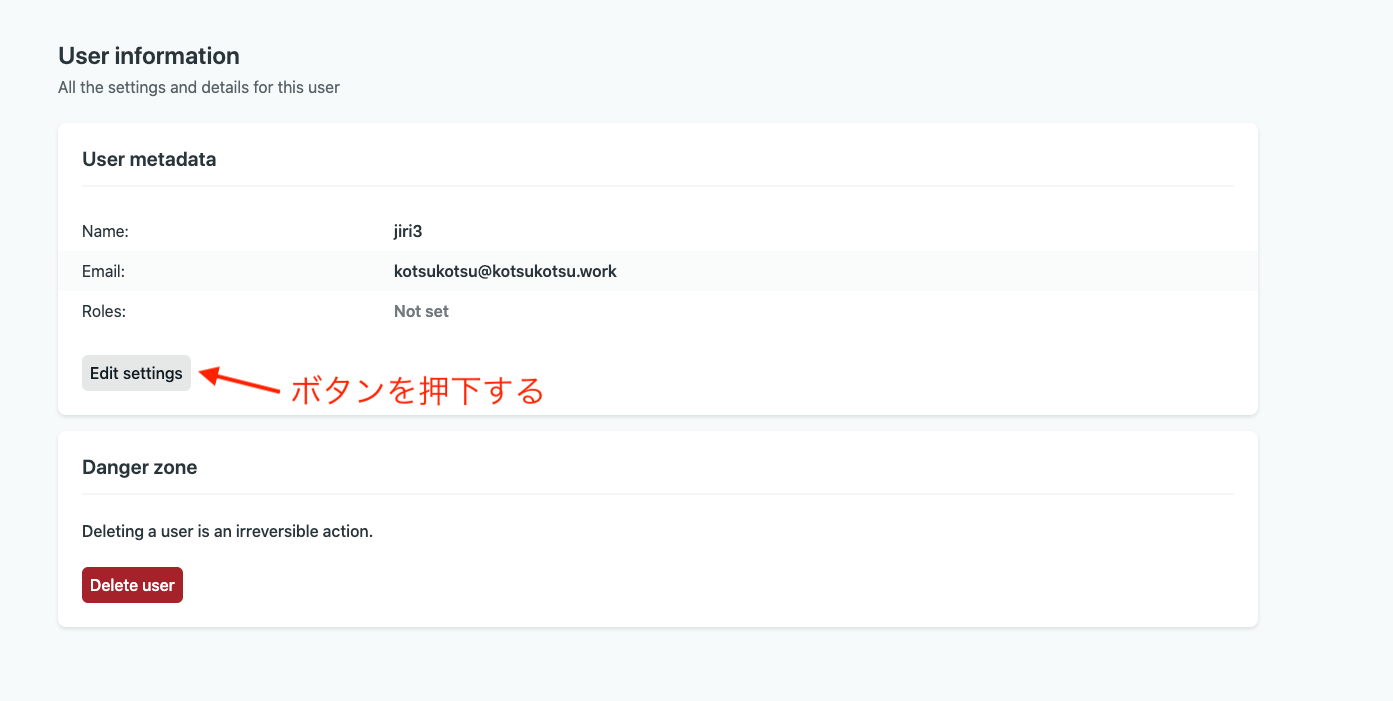 User information
All the settings and details for this user
User metadata
Name: jiri3
Email: kotsukotsu@kotsukotsu.work
Roles: Not set
Edit settings
ボタンを押下する
Danger zone
Deleting a user is an irreversible action.
Delete user